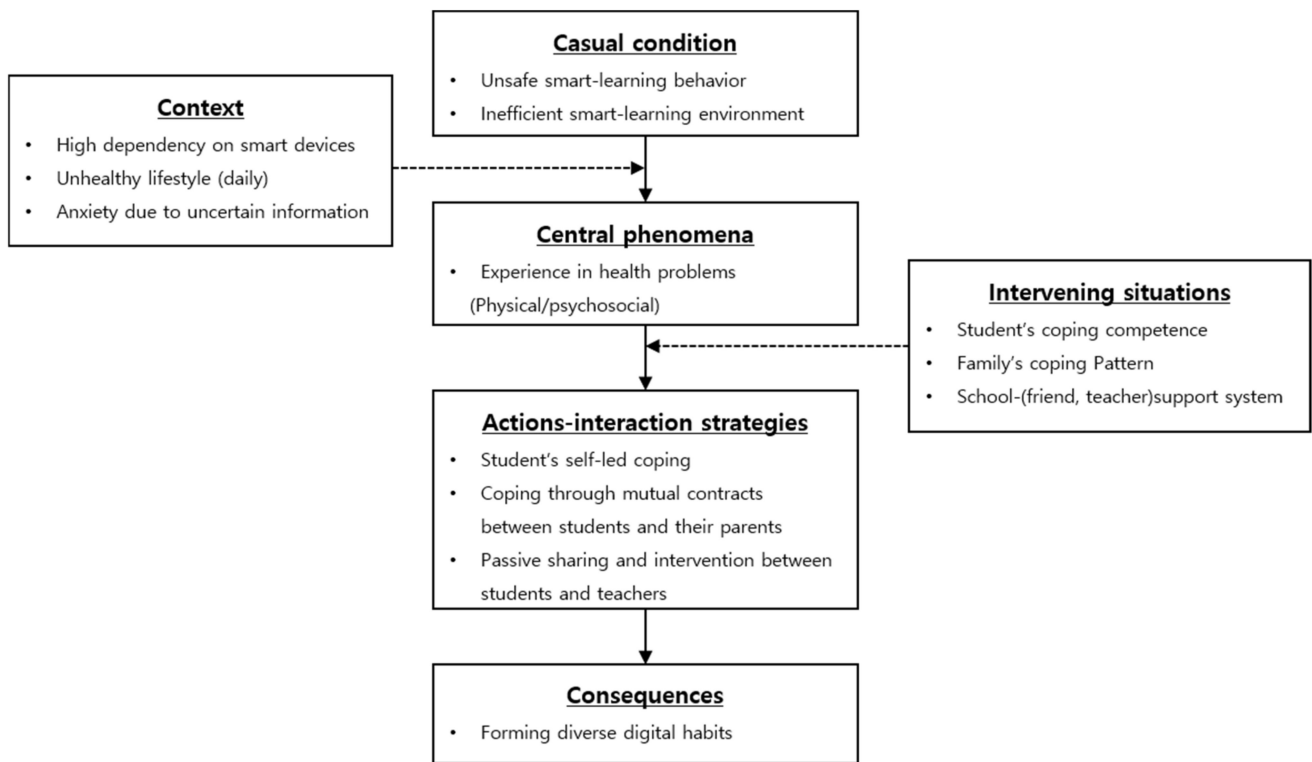 Casual condition
• Unsafe smart-learning behavior
• Inefficient smart-learning environment
Context
• High dependency on smart devices
• Unhealthy lifestyle (daily)
• Anxiety due to uncertain information
Central phenomena
• Experience in health problems
(Physical/psychosocial)
Intervening situations
• Student’s coping competence
• Family’s coping Pattern
• School-(friend, teacher)support system
Actions-interaction strategies
• Student’s self-led coping
• Coping through mutual contracts
between students and their parents
• Passive sharing and intervention between
students and teachers
Consequences
• Forming diverse digital habits